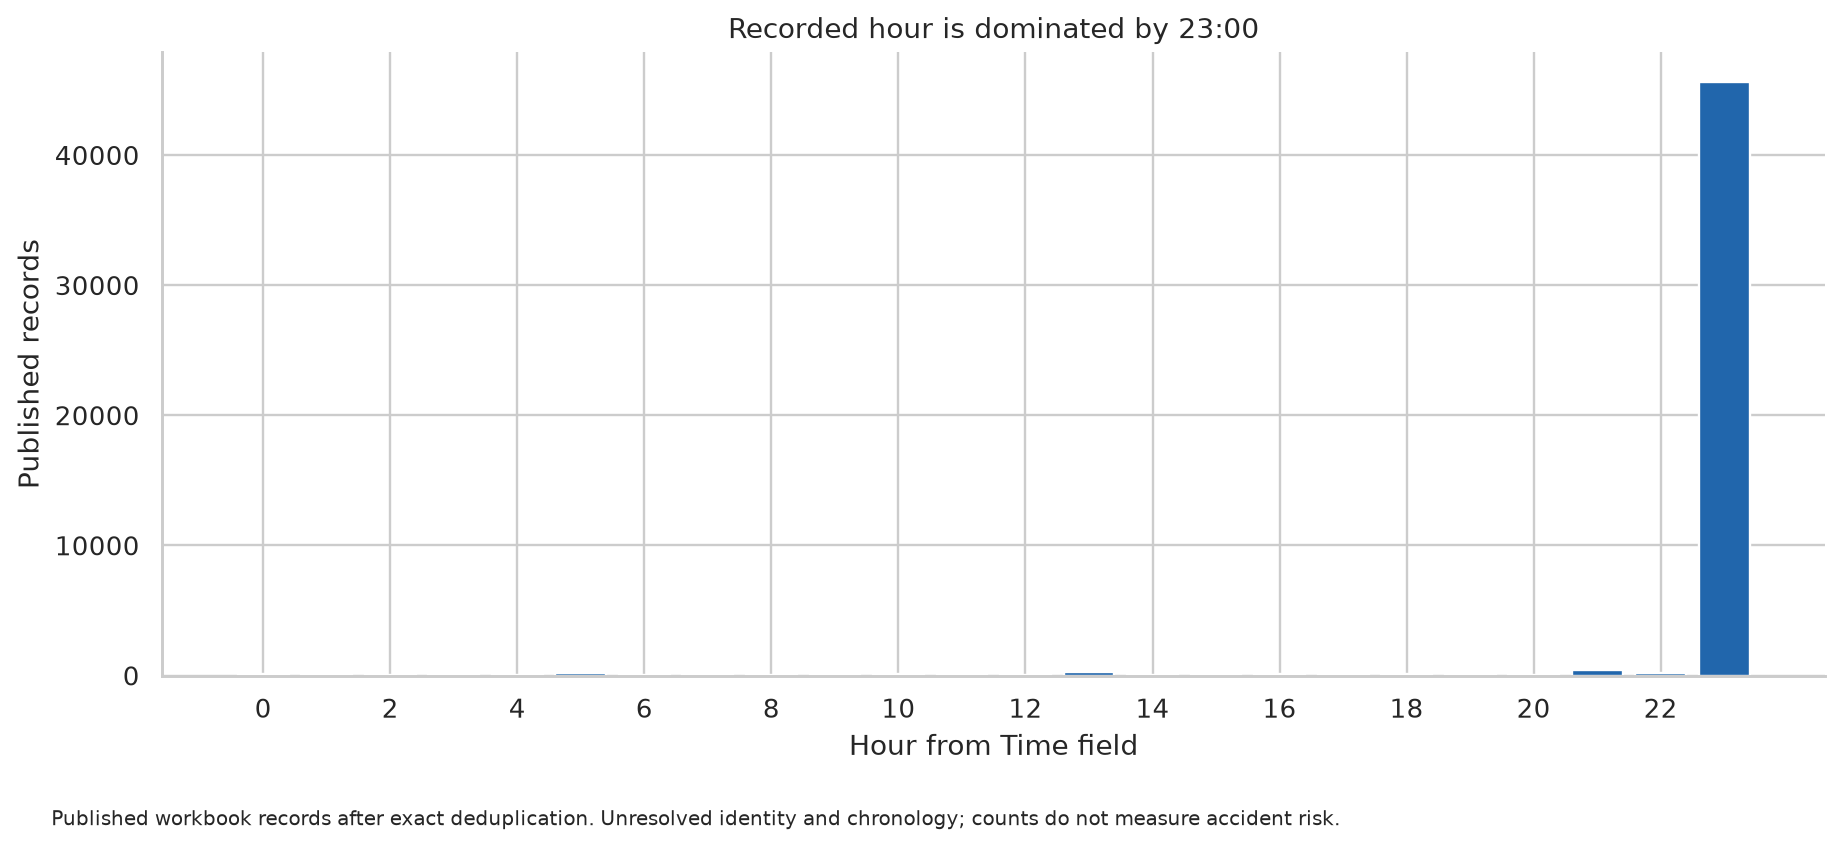 Recorded hour is dominated by 23:00
Published records
40000
30000
20000
10000
0
0 2 4 6 8 10 12 14 16 18 20 22
Hour from Time field
Published workbook records after exact deduplication. Unresolved identity and chronology; counts do not measure accident risk.